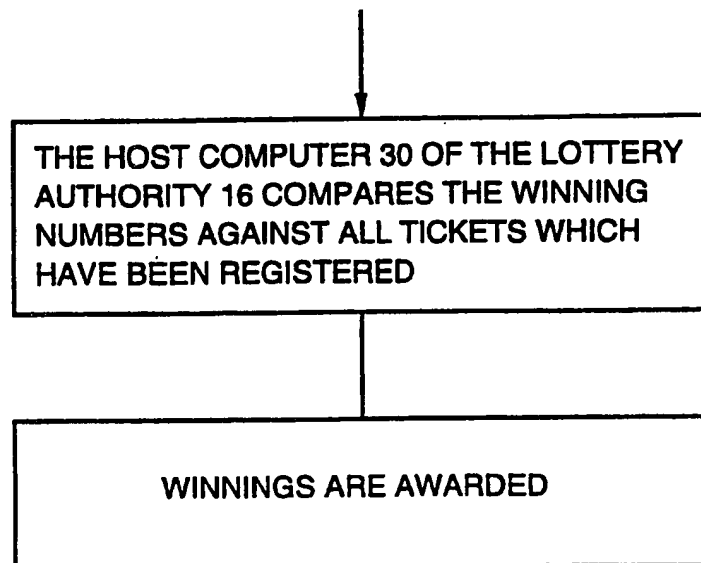 THE HOST COMPUTER 30 OF THE LOTTERY
AUTHORITY 16 COMPARES THE WINNING
NUMBERS AGAINST ALL TICKETS WHICH
HAVE BEEN REGISTERED
WINNINGS ARE AWARDED